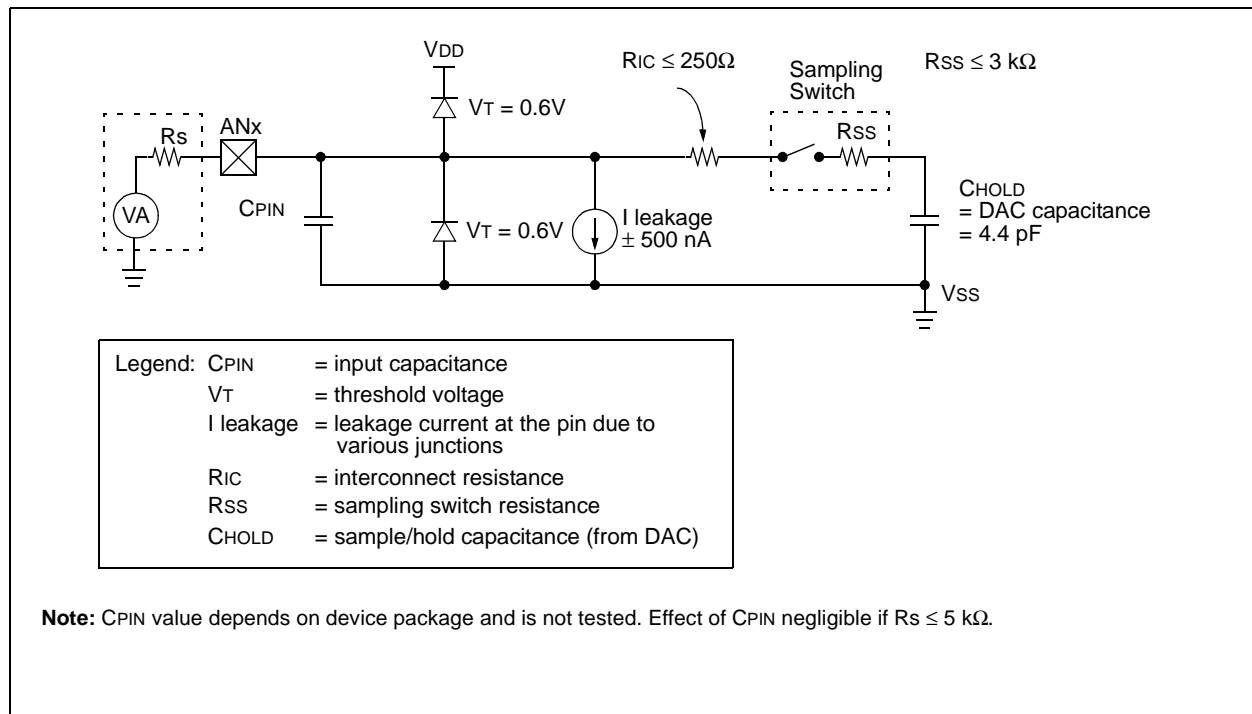 VDD
RIC ≤ 250Ω
Sampling
Switch
RSS ≤ 3 kΩ
VT = 0.6V
Rs
ANx
RSS
VA
CPIN
VT = 0.6V
I leakage
± 500 nA
CHOLD
= DAC capacitance
= 4.4 pF
VSS
Legend: CPIN = input capacitance
VT = threshold voltage
I leakage = leakage current at the pin due to
various junctions
RIC = interconnect resistance
RSS = sampling switch resistance
CHOLD = sample/hold capacitance (from DAC)
Note: CPIN value depends on device package and is not tested. Effect of CPIN negligible if Rs ≤ 5 kΩ.